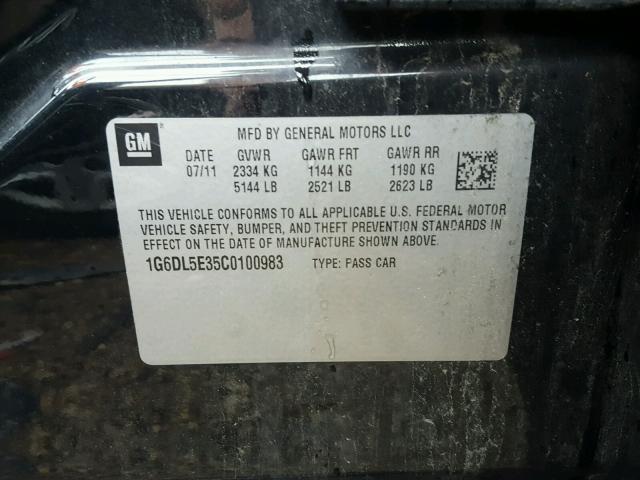 GM
MFD BY GENERAL MOTORS LLC
DATE GVWR GAWR FRT GAWR RR
07/11 2334 KG 1144 KG 1190 KG
5144 LB 2521 LB 2623 LB
THIS VEHICLE CONFORMS TO ALL APPLICABLE U.S. FEDERAL MOTOR
VEHICLE SAFETY, BUMPER, AND THEFT PREVENTION STANDARDS IN
EFFECT ON THE DATE OF MANUFACTURE SHOWN ABOVE.
1G6DL5E35C0100983 TYPE: PASS CAR